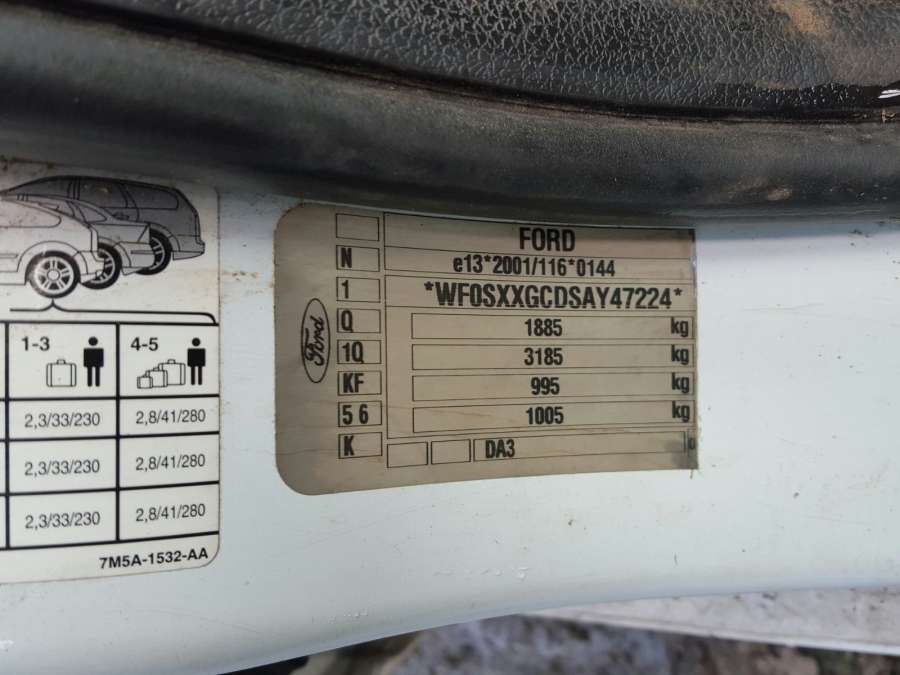 FORD
N e13*2001/116*0144
1 *WF0SXXGCDSAY47224*
Q 1885 kg
1Q 3185 kg
KF 995 kg
5 6 1005 kg
K DA3
Ford
1-3 4-5
2,3/33/230 2,8/41/280
2,3/33/230 2,8/41/280
2,3/33/230 2,8/41/280
7M5A-1532-AA